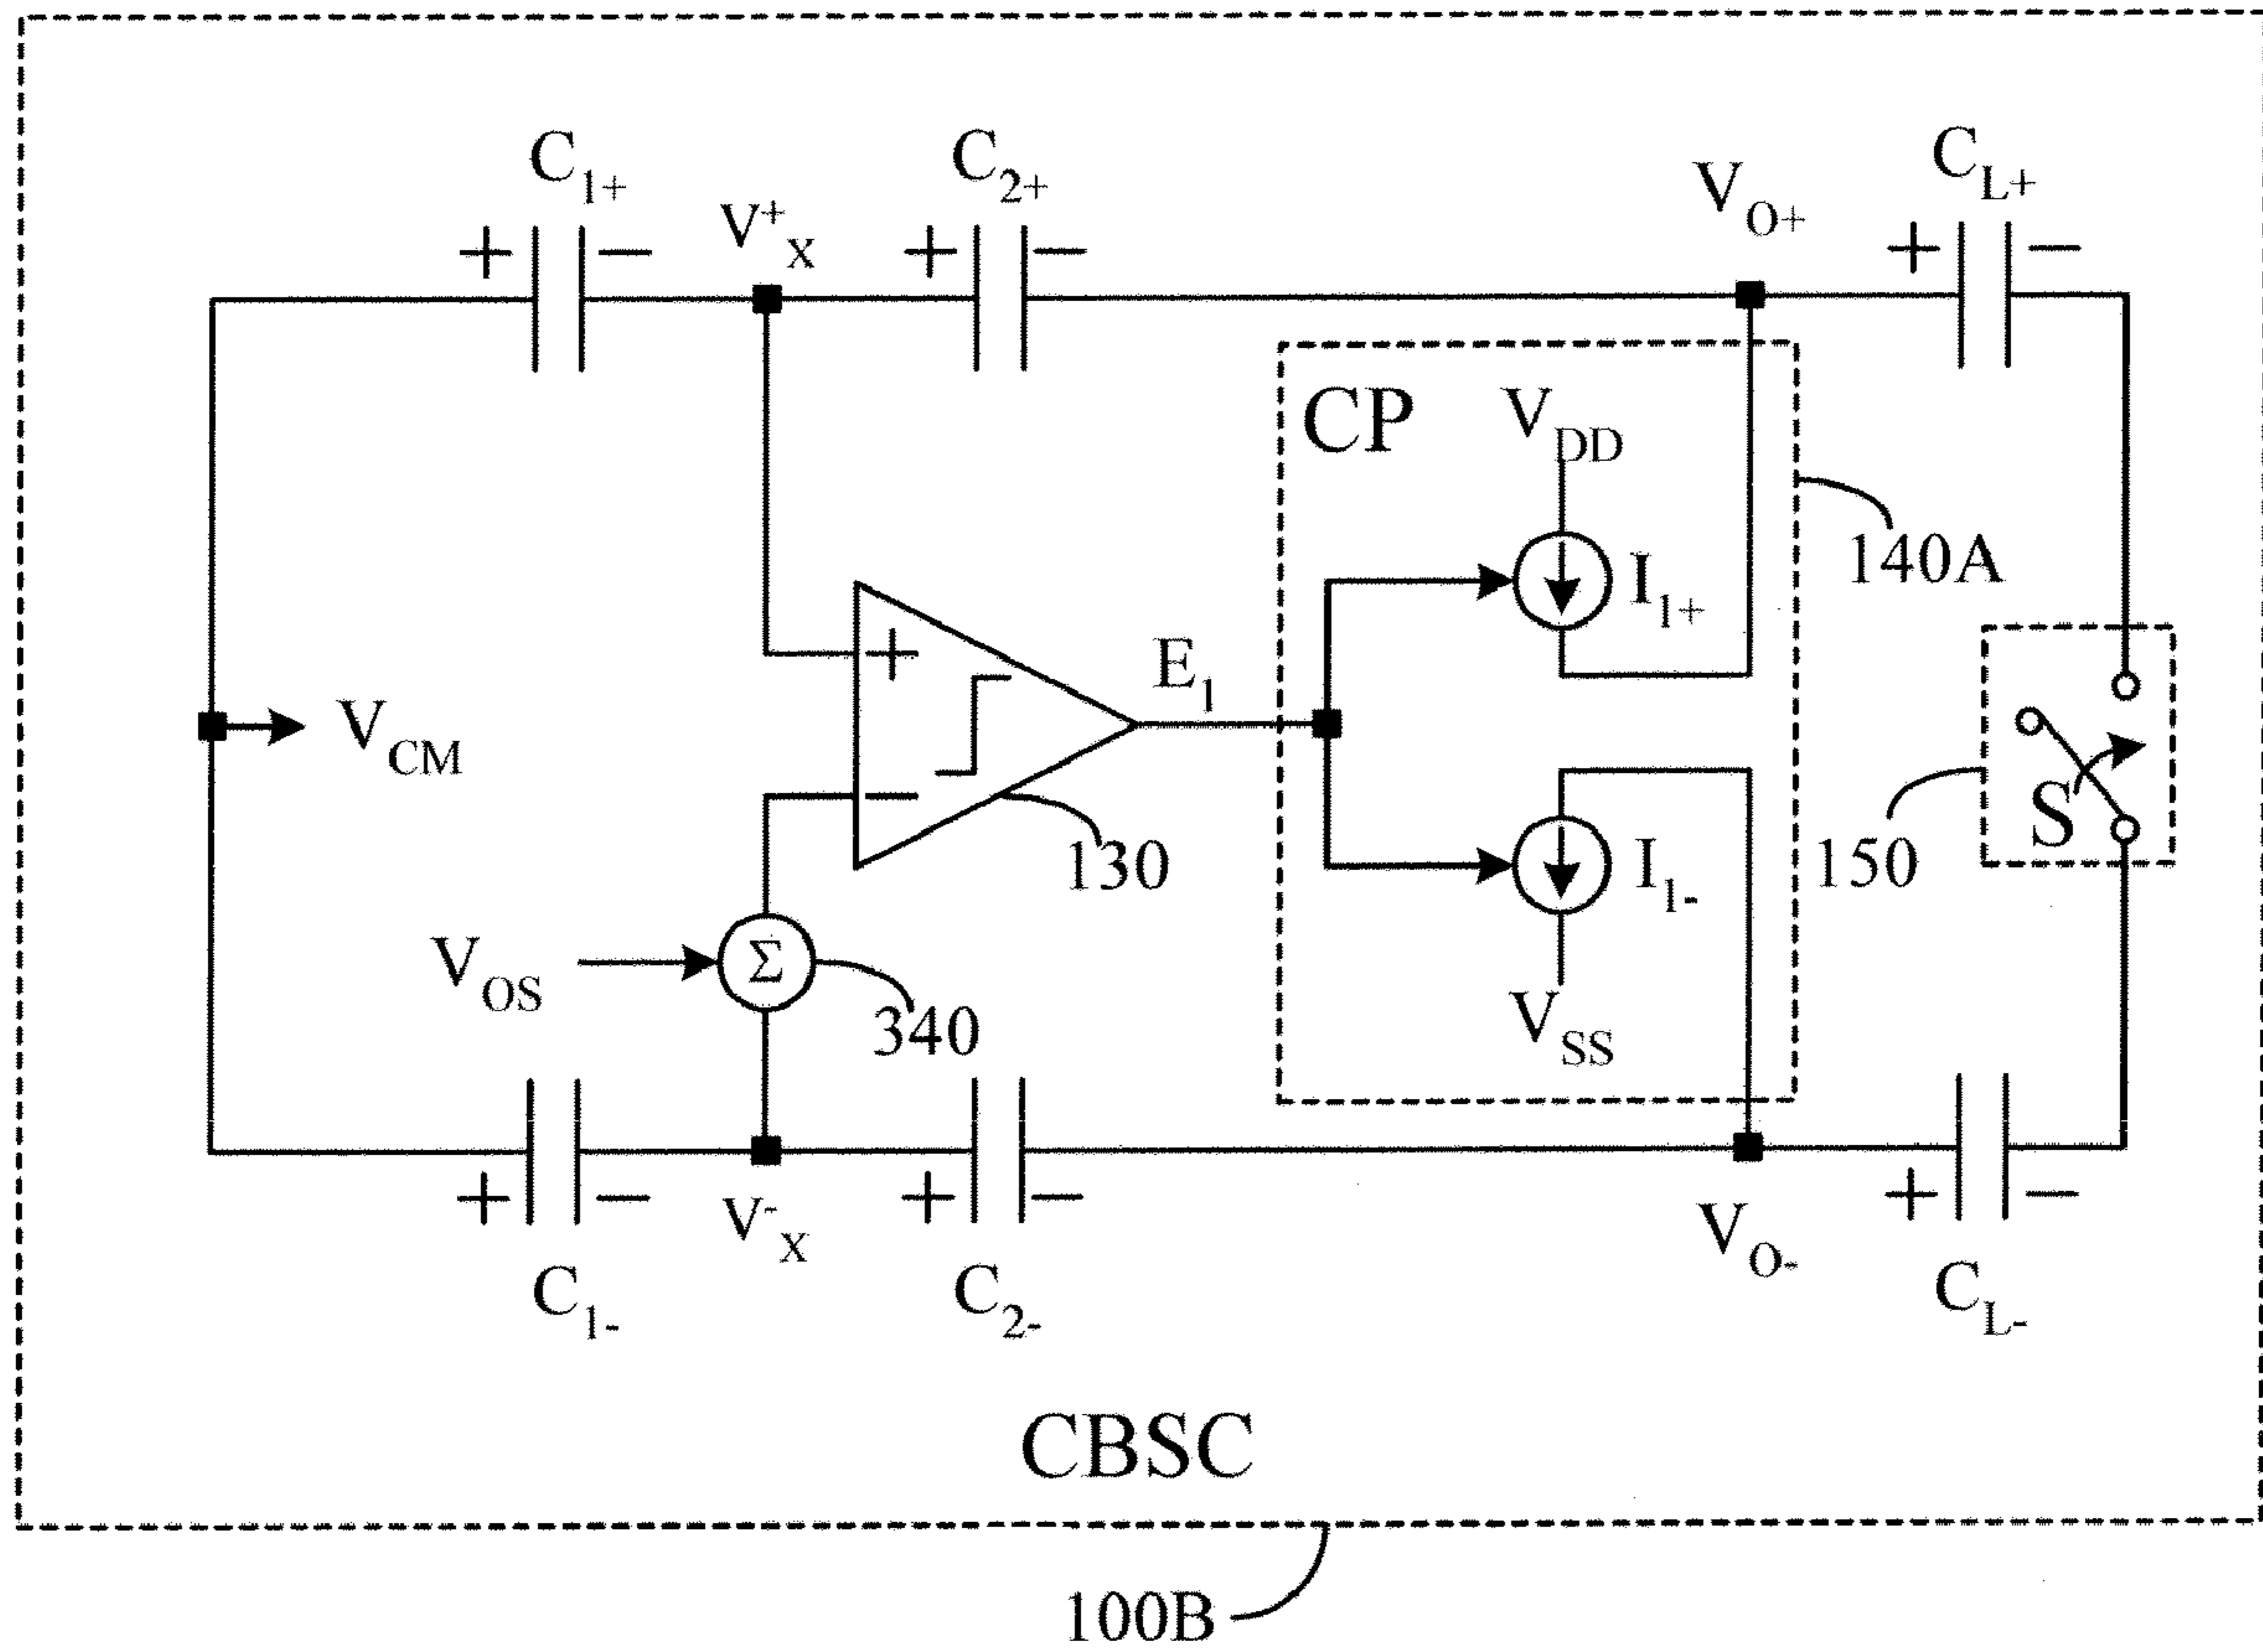 C1+
C2+
VO+
CL+
+ −
V+X
+ −
+ −
CP
VDD
I1+
140A
+
E1
VCM
S
−
130
I1-
150
VOS
Σ
340
VSS
+ −
V-X
+ −
VO-
+ −
C1-
C2-
CL-
CBSC
100B